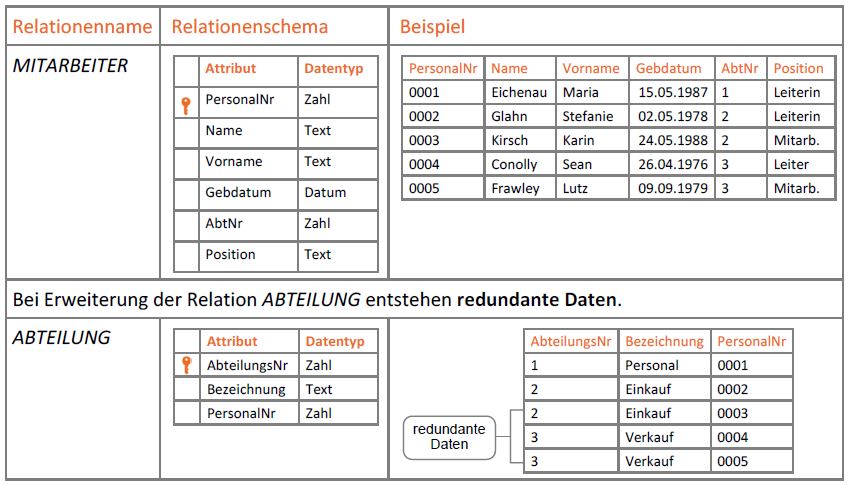 Relationenname Relationenschema Beispiel
MITARBEITER
Attribut Datentyp
PersonalNr Zahl
Name Text
Vorname Text
Gebdatum Datum
AbtNr Zahl
Position Text
PersonalNr Name Vorname Gebdatum AbtNr Position
0001 Eichenau Maria 15.05.1987 1 Leiterin
0002 Glahn Stefanie 02.05.1978 2 Leiterin
0003 Kirsch Karin 24.05.1988 2 Mitarb.
0004 Conolly Sean 26.04.1976 3 Leiter
0005 Frawley Lutz 09.09.1979 3 Mitarb.
Bei Erweiterung der Relation ABTEILUNG entstehen redundante Daten.
ABTEILUNG
Attribut Datentyp
AbteilungsNr Zahl
Bezeichnung Text
PersonalNr Zahl
AbteilungsNr Bezeichnung PersonalNr
1 Personal 0001
2 Einkauf 0002
2 Einkauf 0003
3 Verkauf 0004
3 Verkauf 0005
redundante
Daten